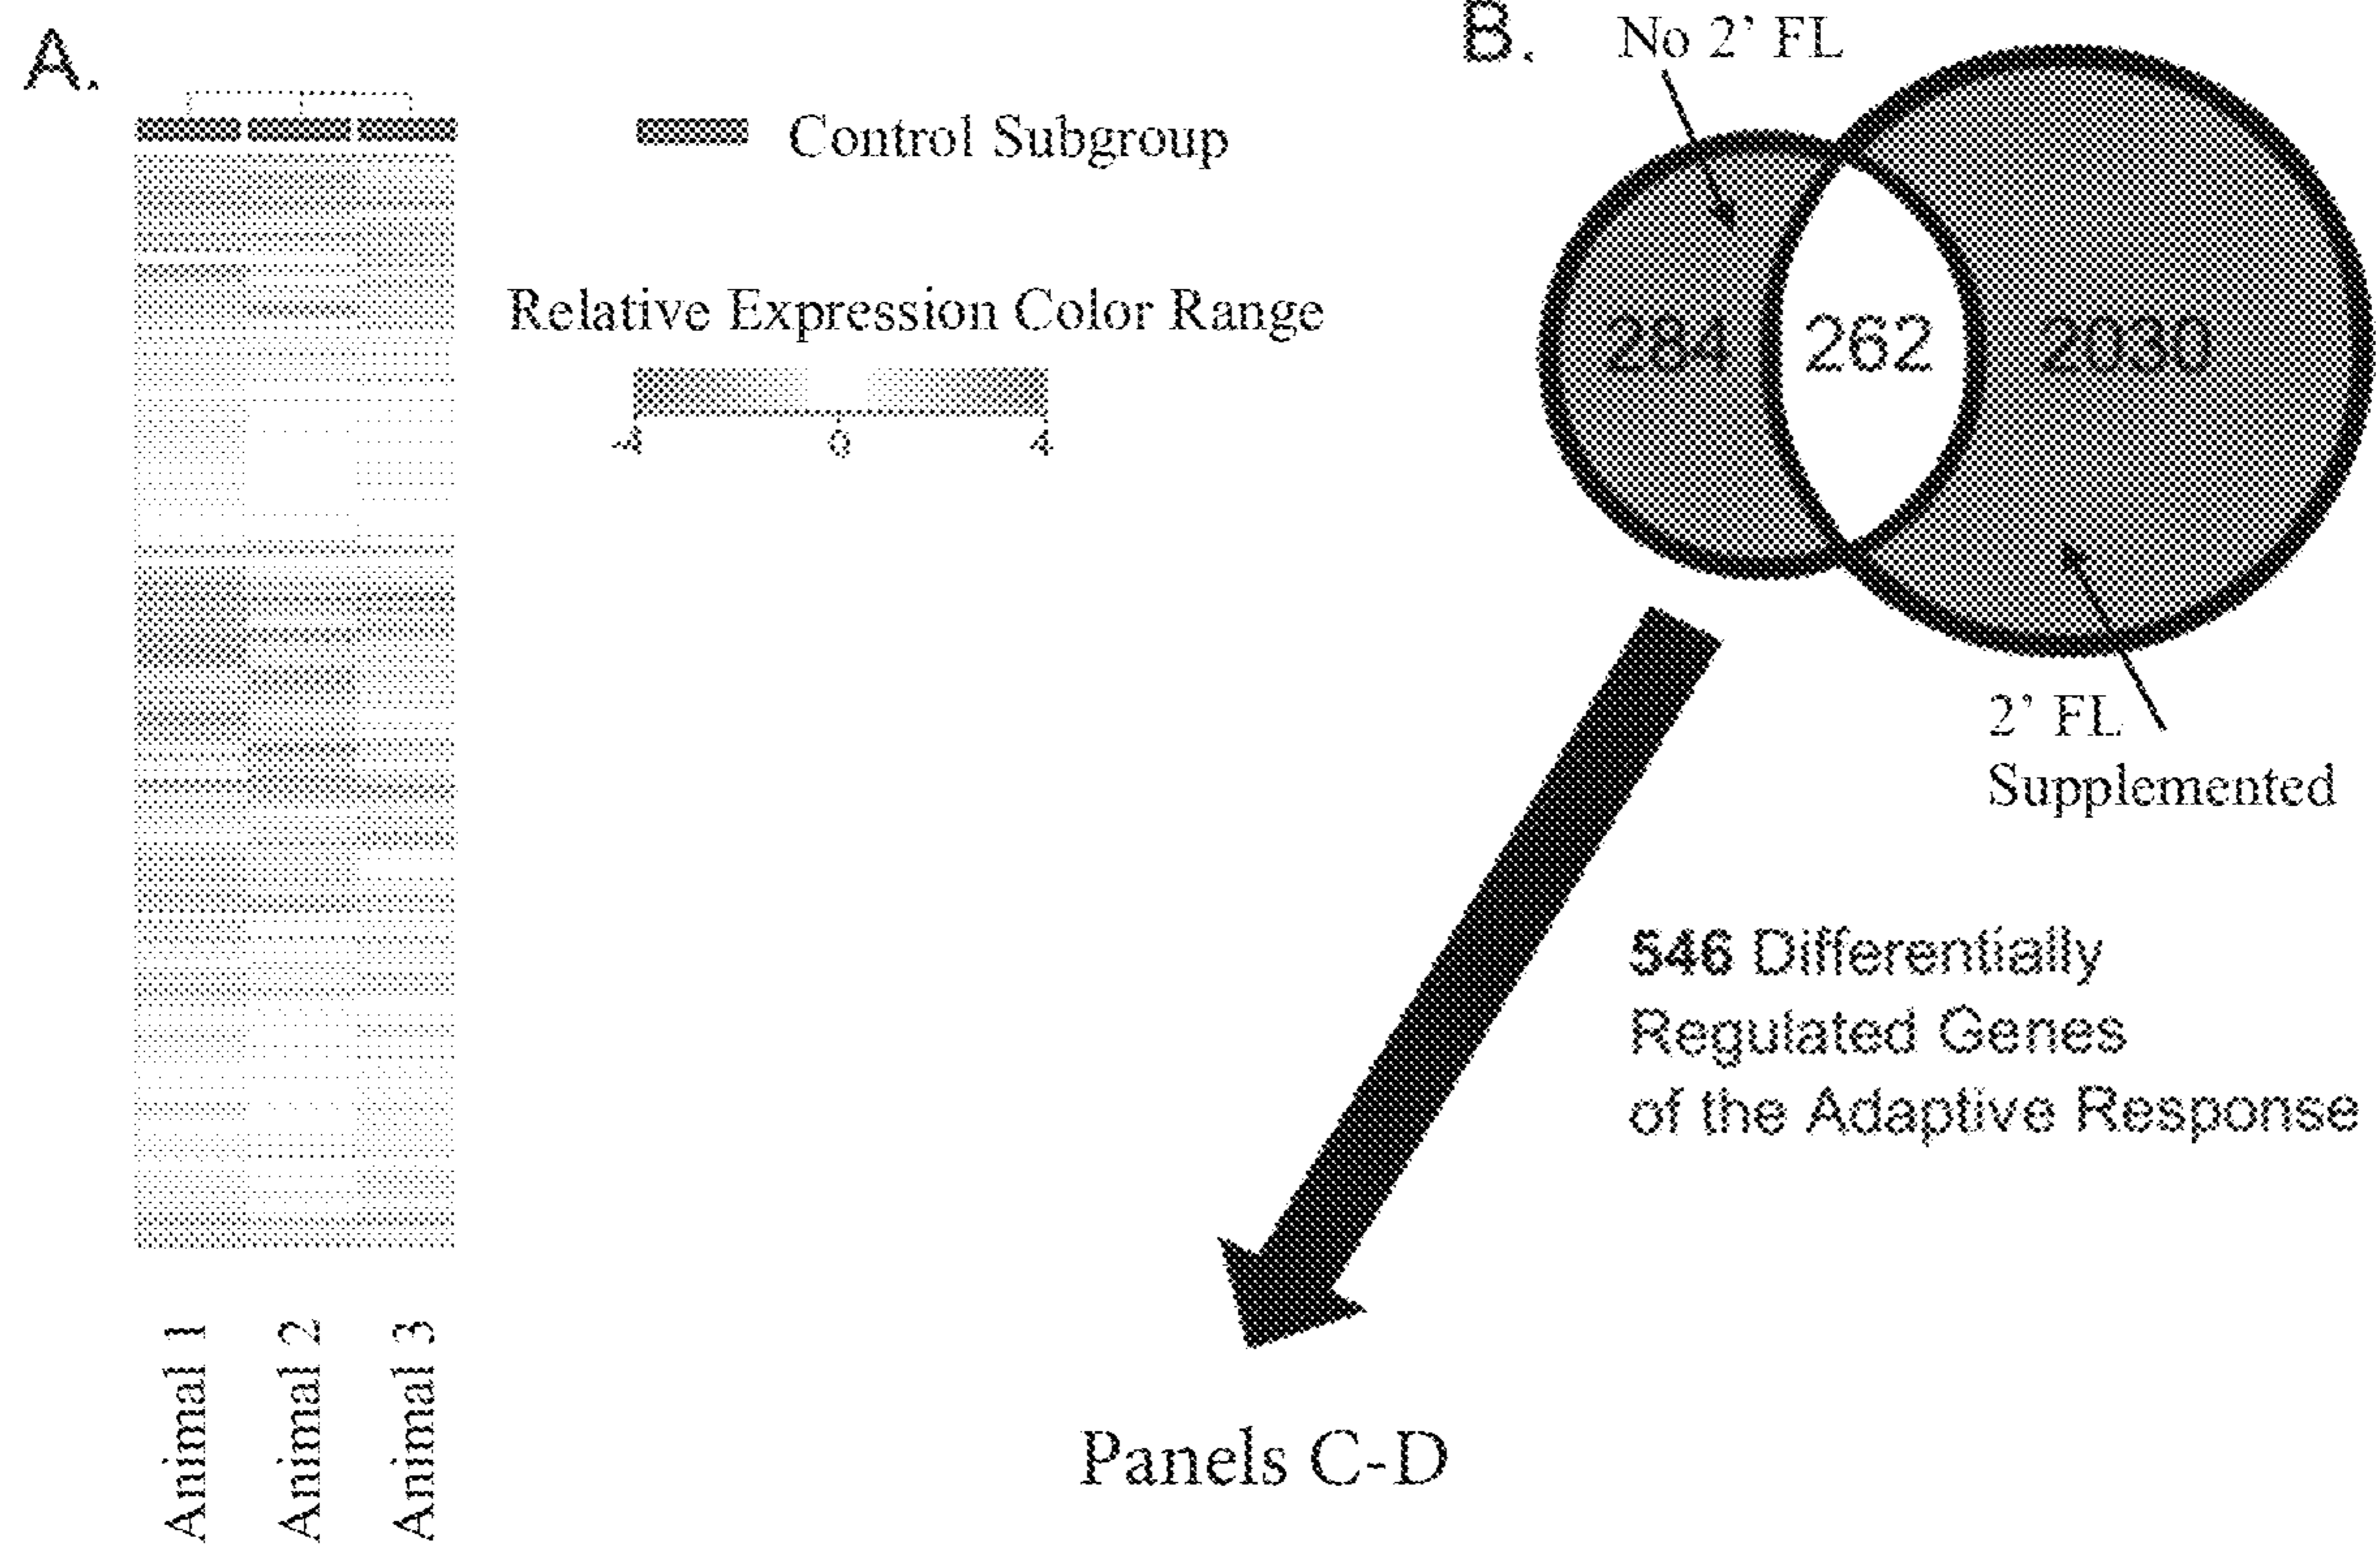 A.
Control Subgroup
Relative Expression Color Range
-4 0 4
Animal 1
Animal 2
Animal 3
B.
No 2’ FL
284 262 2030
2’ FL
Supplemented
546 Differentially
Regulated Genes
of the Adaptive Response
Panels C-D